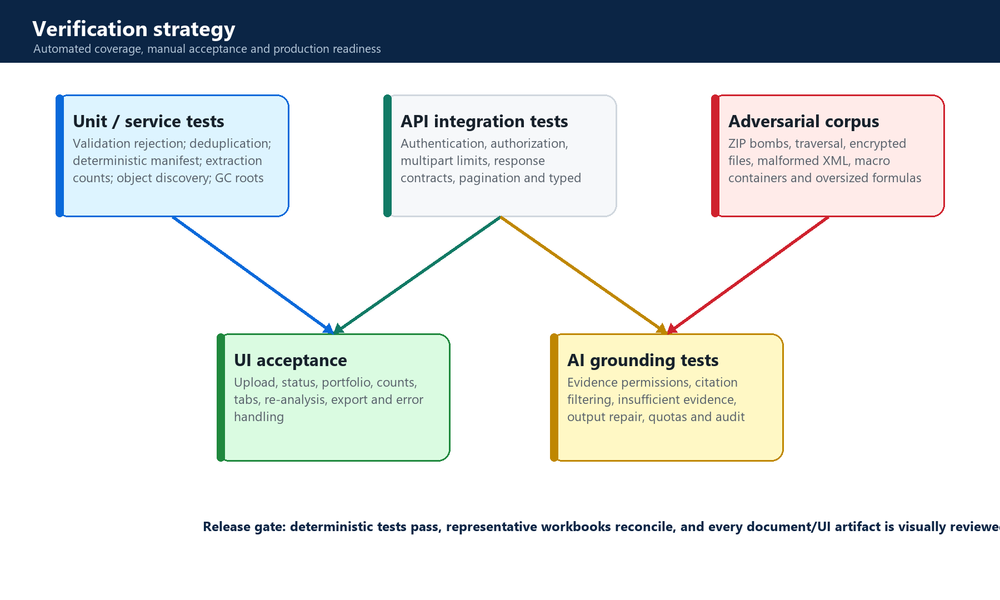 Verification strategy
Automated coverage, manual acceptance and production readiness
Unit / service tests
Validation rejection; deduplication;
deterministic manifest; extraction
counts; object discovery; GC roots
API integration tests
Authentication, authorization,
multipart limits, response
contracts, pagination and typed
Adversarial corpus
ZIP bombs, traversal, encrypted
files, malformed XML, macro
containers and oversized formulas
UI acceptance
Upload, status, portfolio, counts,
tabs, re-analysis, export and error
handling
AI grounding tests
Evidence permissions, citation
filtering, insufficient evidence,
output repair, quotas and audit
Release gate: deterministic tests pass, representative workbooks reconcile, and every document/UI artifact is visually reviewed